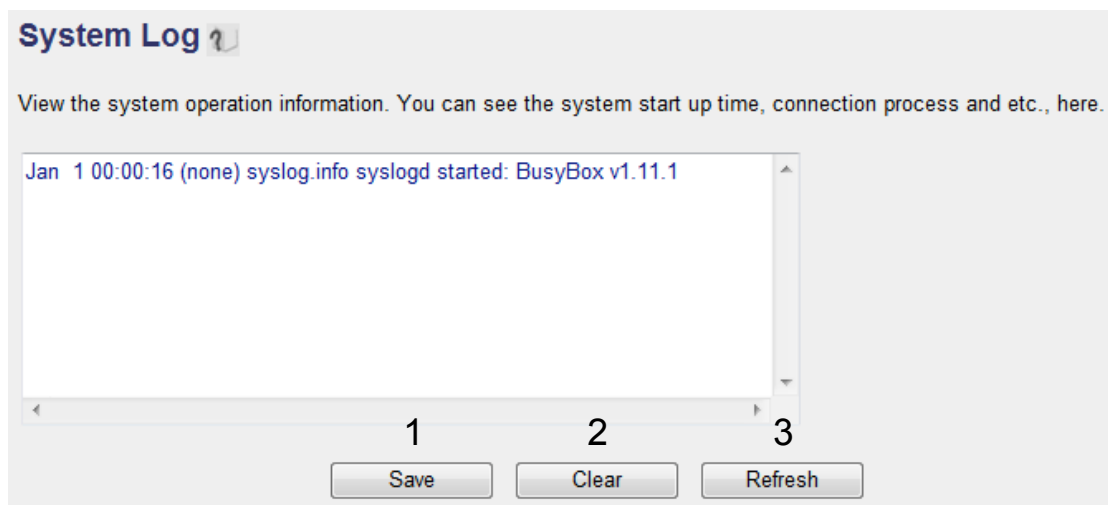 System Log
View the system operation information. You can see the system start up time, connection process and etc., here.
Jan 1 00:00:16 (none) syslog.info syslogd started: BusyBox v1.11.1
1 2 3
Save Clear Refresh